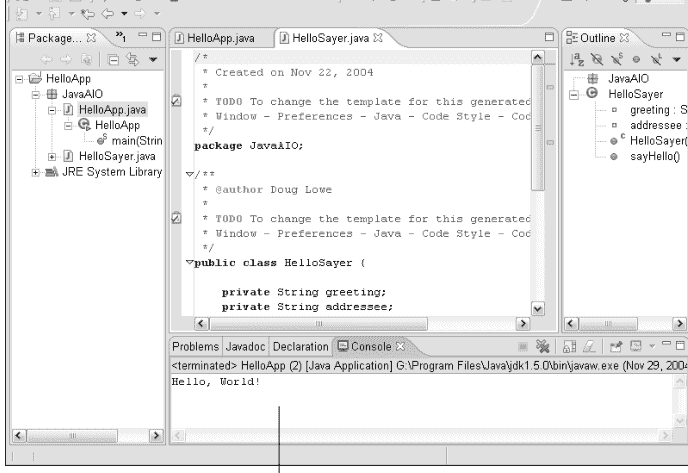 Package...
HelloApp
JavaAIO
HelloApp.java
HelloApp
main(Strin
HelloSayer.java
JRE System Library
HelloApp.java
HelloSayer.java
/*
* Created on Nov 22, 2004
*
* TODO To change the template for this generated
* Window - Preferences - Java - Code Style - Cod
*/
package JavaAIO;
/**
* @author Doug Lowe
*
* TODO To change the template for this generated
* Window - Preferences - Java - Code Style - Cod
*/
public class HelloSayer {
private String greeting;
private String addressee;
Outline
JavaAIO
HelloSayer
greeting : S
addressee :
HelloSayer(
sayHello()
Problems Javadoc Declaration Console
<terminated> HelloApp (2) [Java Application] G:\Program Files\Java\jdk1.5.0\bin\javaw.exe (Nov 29, 2004
Hello, World!